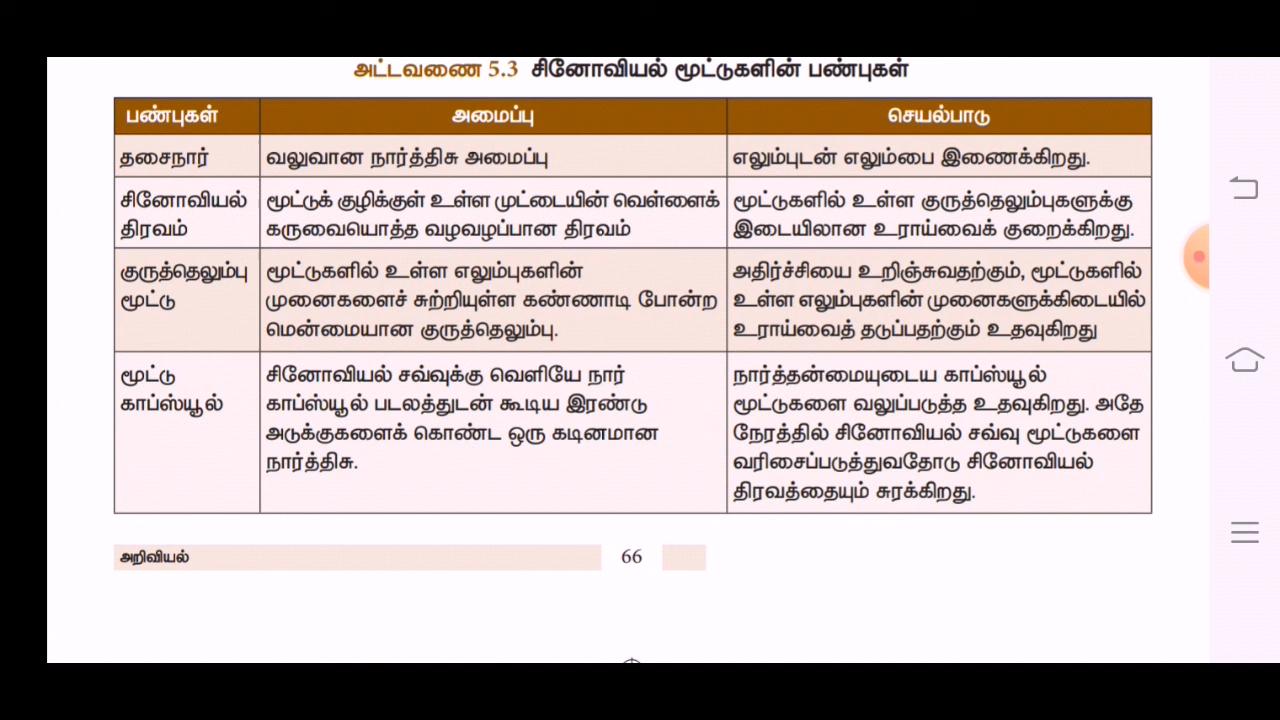 அட்டவணை 5.3 சினோவியல் மூட்டுகளின் பண்புகள்
பண்புகள் அமைப்பு செயல்பாடு
தசைநார் வலுவான நார்த்திசு அமைப்பு எலும்புடன் எலும்பை இணைக்கிறது.
சினோவியல் திரவம்
மூட்டுக் குழிக்குள் உள்ள முட்டையின் வெள்ளைக்
கருவையொத்த வழவழப்பான திரவம்
மூட்டுகளில் உள்ள குருத்தெலும்புகளுக்கு
இடையிலான உராய்வைக் குறைக்கிறது.
குருத்தெலும்பு
மூட்டு
மூட்டுகளில் உள்ள எலும்புகளின்
முனைகளைச் சுற்றியுள்ள கண்ணாடி போன்ற
மென்மையான குருத்தெலும்பு.
அதிர்ச்சியை உறிஞ்சுவதற்கும், மூட்டுகளில்
உள்ள எலும்புகளின் முனைகளுக்கிடையில்
உராய்வைத் தடுப்பதற்கும் உதவுகிறது
மூட்டு
காப்ஸ்யூல்
சினோவியல் சவ்வுக்கு வெளியே நார்
காப்ஸ்யூல் படலத்துடன் கூடிய இரண்டு
அடுக்குகளைக் கொண்ட ஒரு கடினமான
நார்த்திசு.
நார்த்தன்மையுடைய காப்ஸ்யூல்
மூட்டுகளை வலுப்படுத்த உதவுகிறது. அதே
நேரத்தில் சினோவியல் சவ்வு மூட்டுகளை
வரிசைப்படுத்துவதோடு சினோவியல்
திரவத்தையும் சுரக்கிறது.
அறிவியல் 66